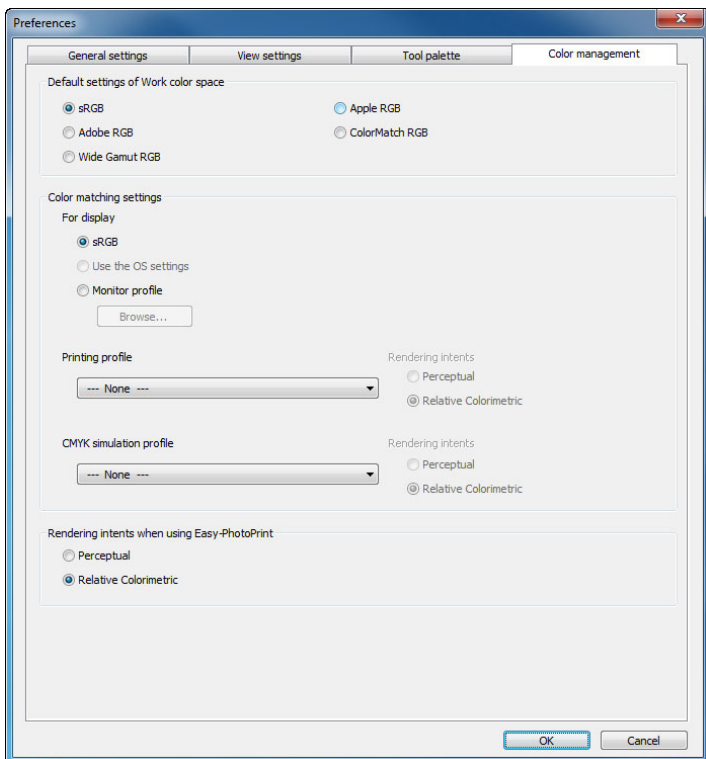 Preferences
General settings
View settings
Tool palette
Color management
Default settings of Work color space
sRGB
Apple RGB
Adobe RGB
ColorMatch RGB
Wide Gamut RGB
Color matching settings
For display
sRGB
Use the OS settings
Monitor profile
Browse...
Printing profile
Rendering intents
--- None ---
Perceptual
Relative Colorimetric
CMYK simulation profile
Rendering intents
--- None ---
Perceptual
Relative Colorimetric
Rendering intents when using Easy-PhotoPrint
Perceptual
Relative Colorimetric
OK
Cancel